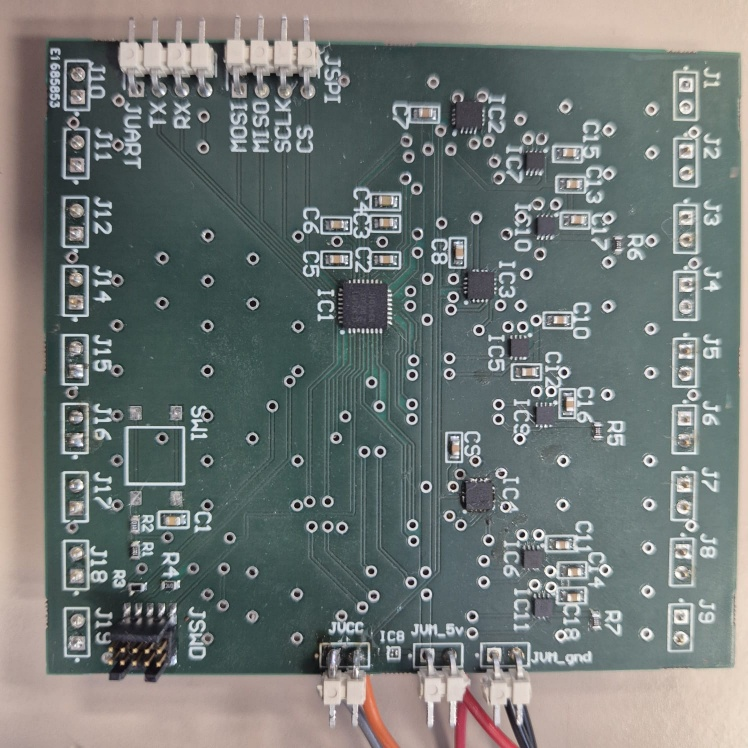 E1685853
J10
J11
J12
J14
J15
J16
J17
J18
J19
JUART
TX
RX
MOSI
MISO
SCLK
CS
JSPI
C7
IC2
IC7
C15
C13
IC10
C17
R6
C4
C3
C6
C5
C2
IC1
C8
IC3
C10
IC5
C12
IC9
C16
R5
C9
IC4
C11
IC6
C14
IC11
C18
R7
SW1
C1
R2
R1
R3
R4
JSWD
JVCC
IC8
JVM_5v
JVM_gnd
J1
J2
J3
J4
J5
J6
J7
J8
J9